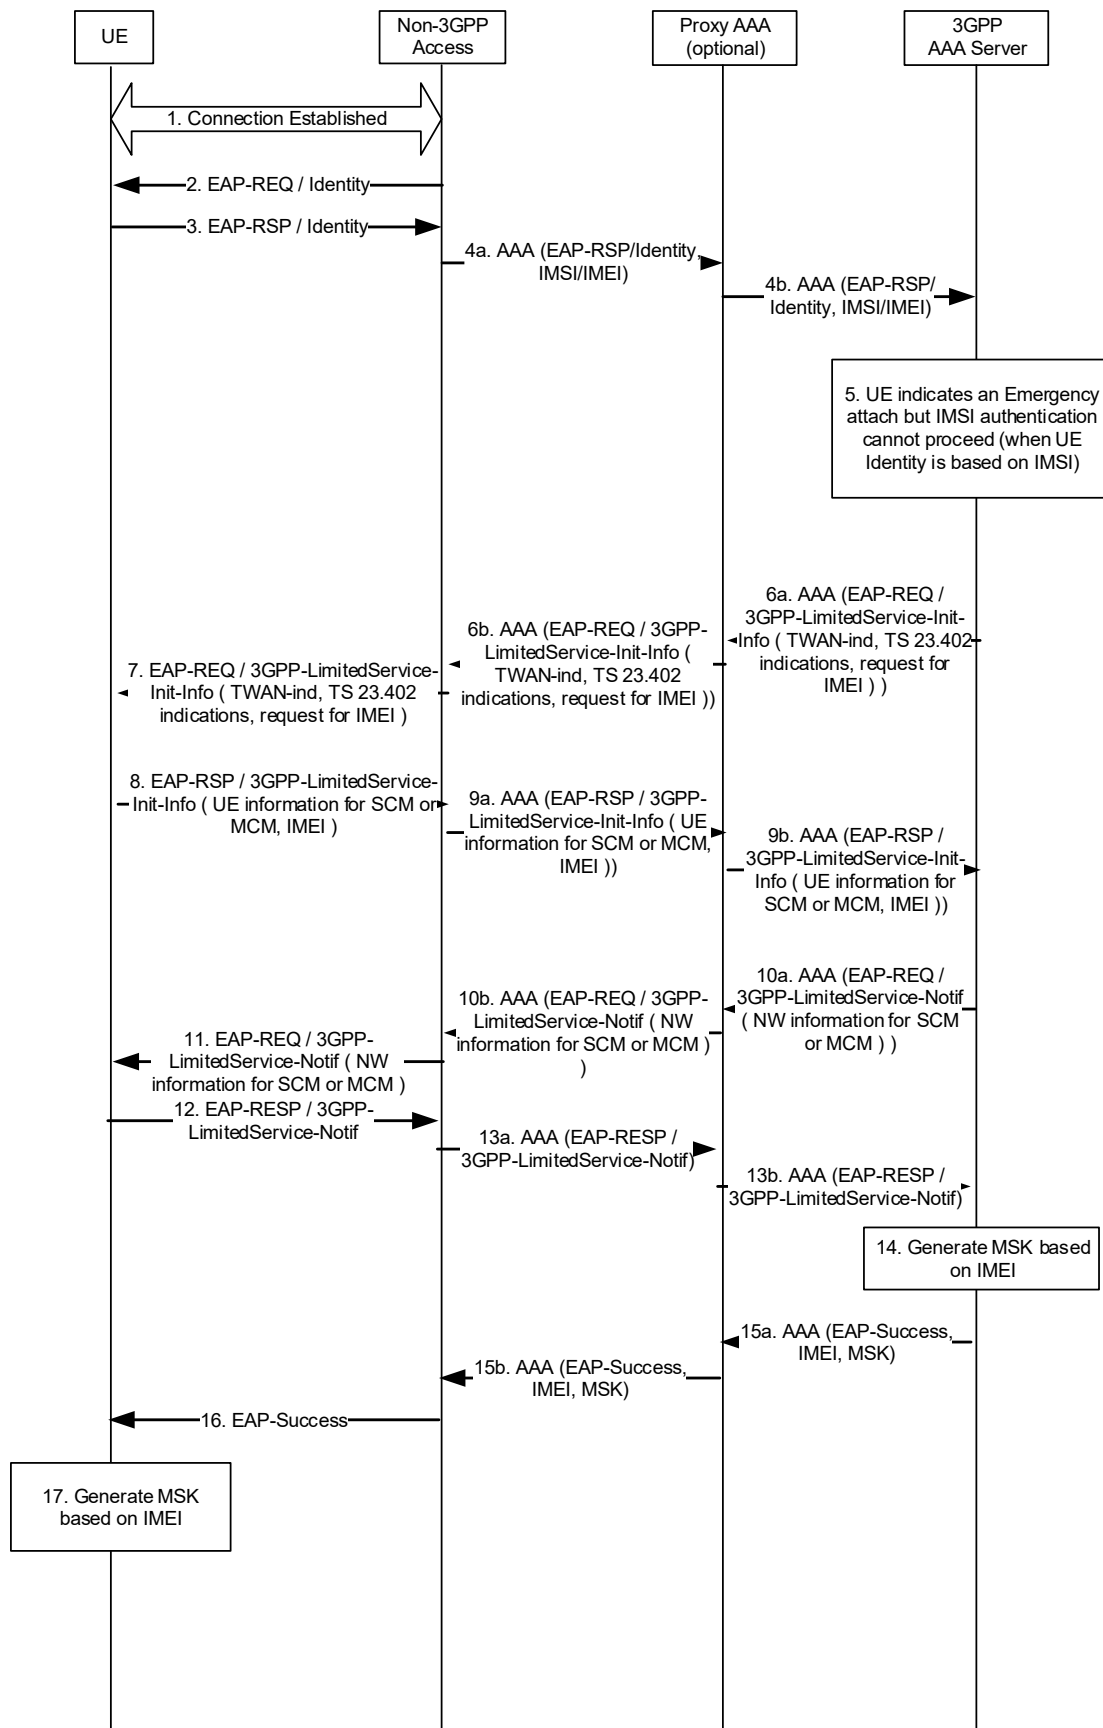 UE
Non-3GPP
Access
Proxy AAA
(optional)
3GPP
AAA Server
1. Connection Established
2. EAP-REQ / Identity
3. EAP-RSP / Identity
4a. AAA (EAP-RSP/Identity,
IMSI/IMEI)
4b. AAA (EAP-RSP/
Identity, IMSI/IMEI)
5. UE indicates an Emergency
attach but IMSI authentication
cannot proceed (when UE
Identity is based on IMSI)
6a. AAA (EAP-REQ /
3GPP-LimitedService-Init-
Info ( TWAN-ind, TS 23.402
indications, request for
IMEI ) )
6b. AAA (EAP-REQ / 3GPP-
LimitedService-Init-Info (
TWAN-ind, TS 23.402
indications, request for IMEI ))
7. EAP-REQ / 3GPP-LimitedService-
Init-Info ( TWAN-ind, TS 23.402
indications, request for IMEI )
8. EAP-RSP / 3GPP-LimitedService-
Init-Info ( UE information for SCM or
MCM, IMEI )
9a. AAA (EAP-RSP / 3GPP-
LimitedService-Init-Info ( UE
information for SCM or MCM,
IMEI ))
9b. AAA (EAP-RSP /
3GPP-LimitedService-Init-
Info ( UE information for
SCM or MCM, IMEI ))
10a. AAA (EAP-REQ /
3GPP-LimitedService-Notif
( NW information for SCM
or MCM ) )
10b. AAA (EAP-REQ / 3GPP-
LimitedService-Notif ( NW
information for SCM or MCM )
)
11. EAP-REQ / 3GPP-
LimitedService-Notif ( NW
information for SCM or MCM )
12. EAP-RESP / 3GPP-
LimitedService-Notif
13a. AAA (EAP-RESP /
3GPP-LimitedService-Notif)
13b. AAA (EAP-RESP /
3GPP-LimitedService-Notif)
14. Generate MSK based
on IMEI
15a. AAA (EAP-Success,
IMEI, MSK)
15b. AAA (EAP-Success,
IMEI, MSK)
16. EAP-Success
17. Generate MSK
based on IMEI